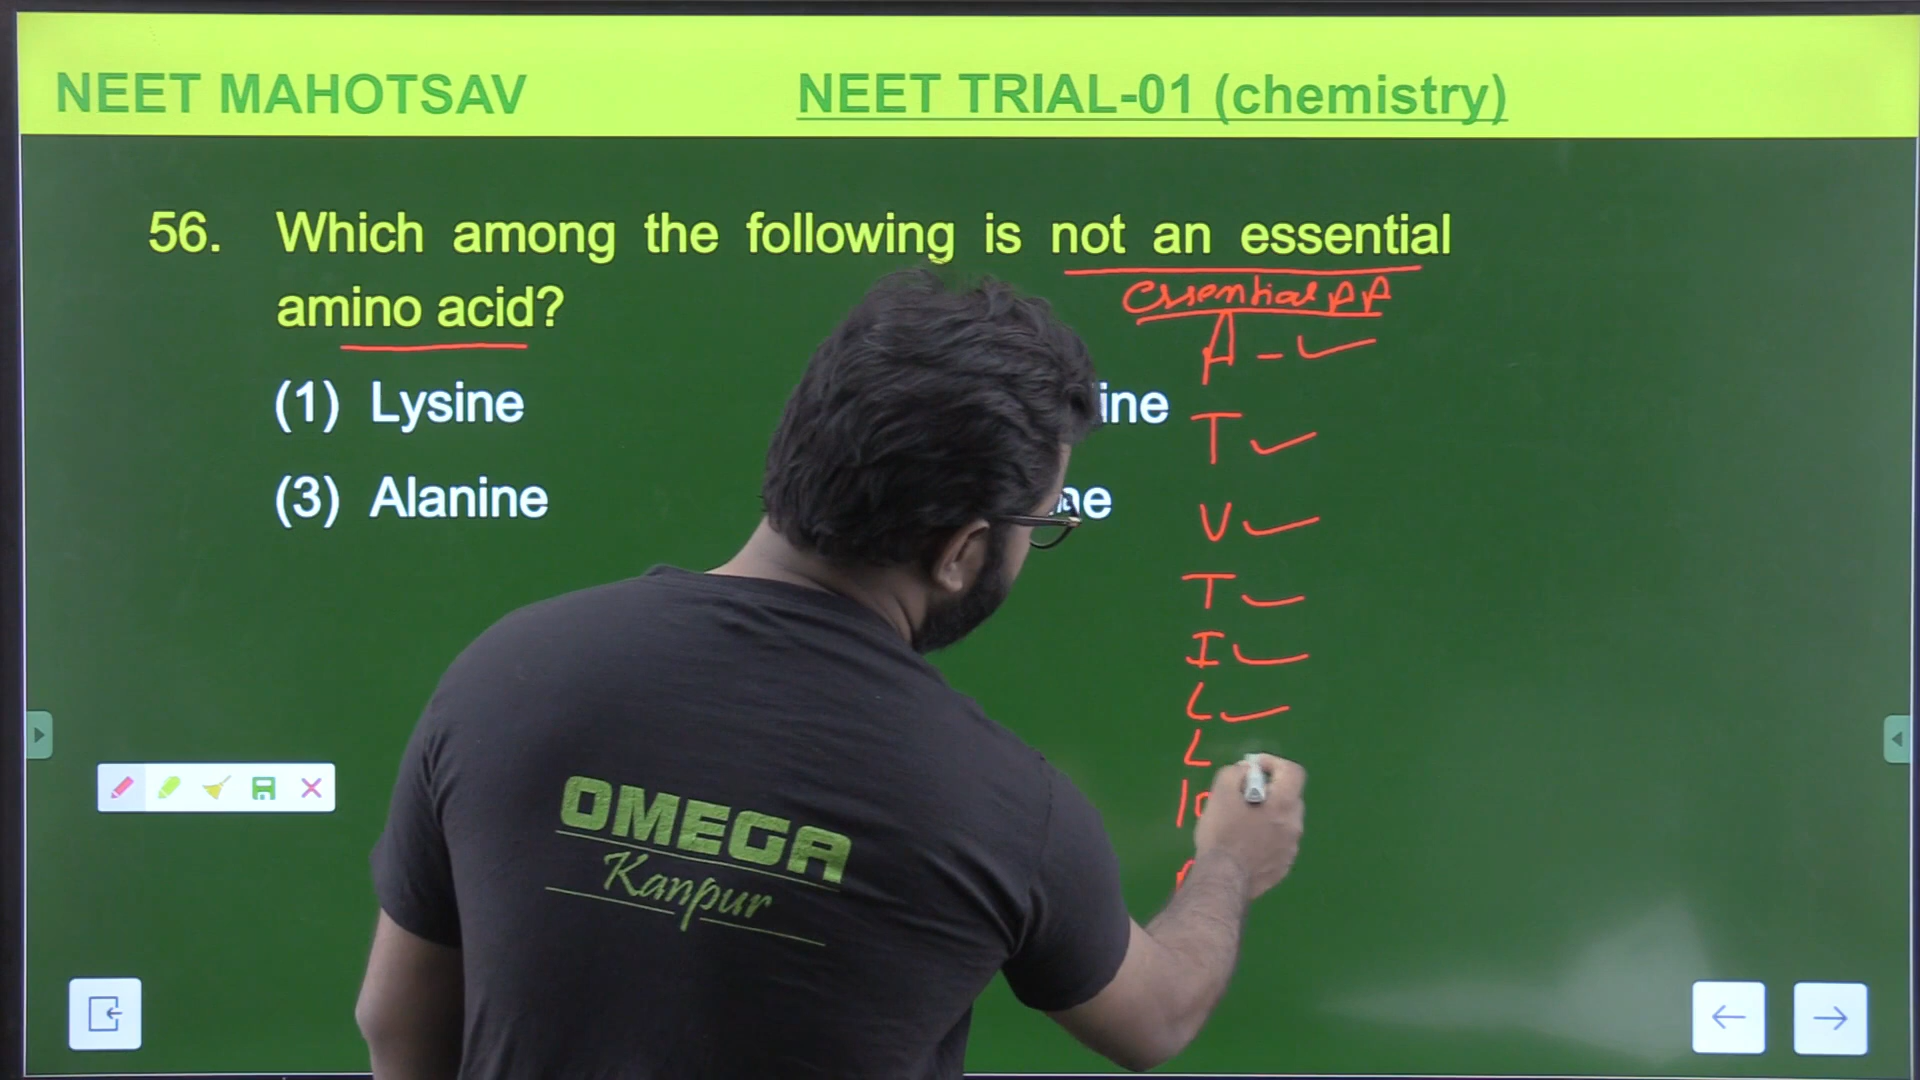 NEET MAHOTSAV NEET TRIAL-01 (chemistry)
56. Which among the following is not an essential
amino acid?
(1) Lysine
(3) Alanine
essential AA
A - ✓
T ✓
V ✓
T ✓
I ✓
L ✓
L
OMEGA
Kanpur